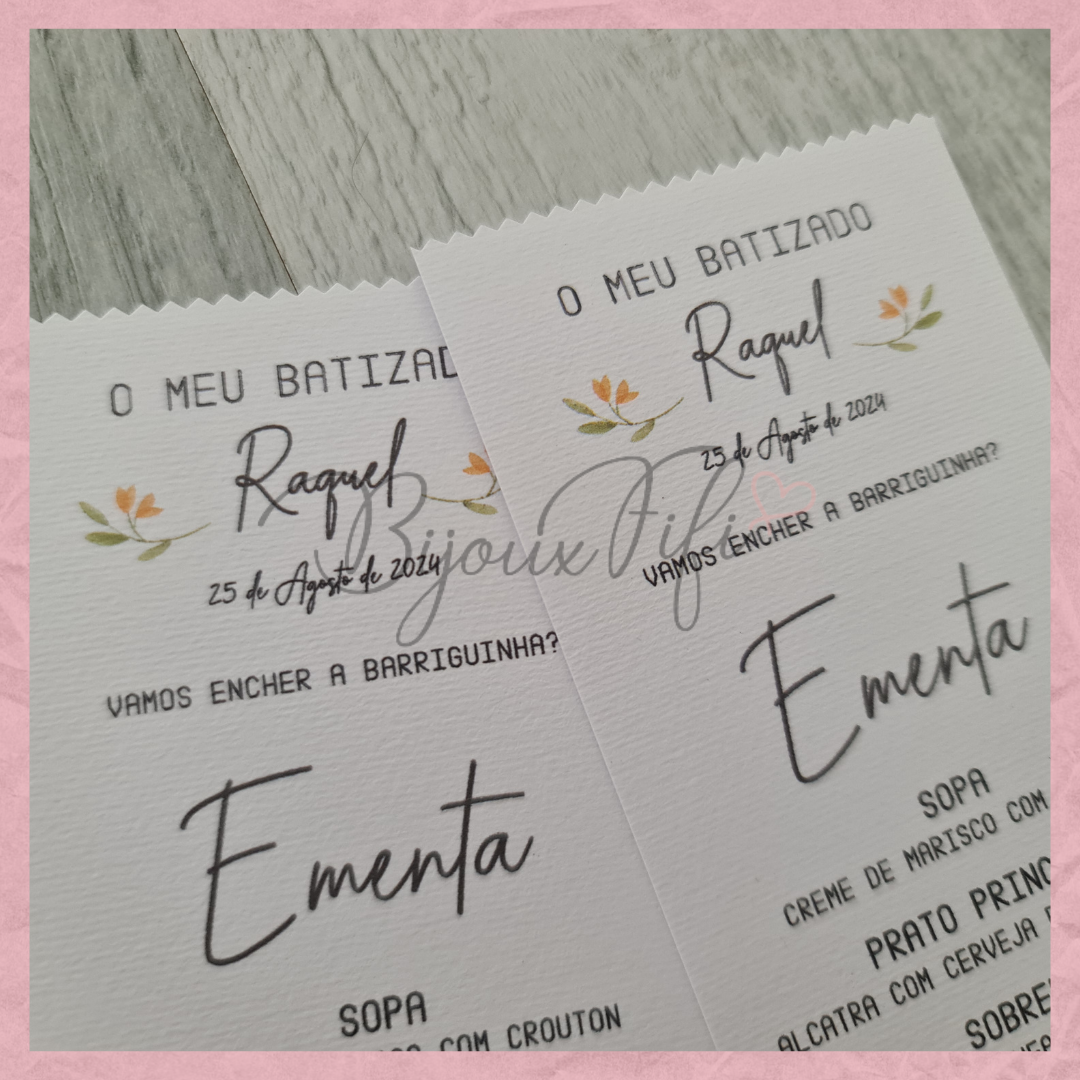 O MEU BATIZAD
Raquel
25 de Agosto de 2024
VAMOS ENCHER A BARRIGUINHA?
Ementa
SOPA
COM CROUTON
O MEU BATIZADO
Raquel
25 de Agosto de 2024
VAMOS ENCHER A BARRIGUINHA?
Ementa
SOPA
CREME DE MARISCO COM
PRATO PRINC
ALCATRA COM CERVEJA
SOBRE
Bijoux Fifi